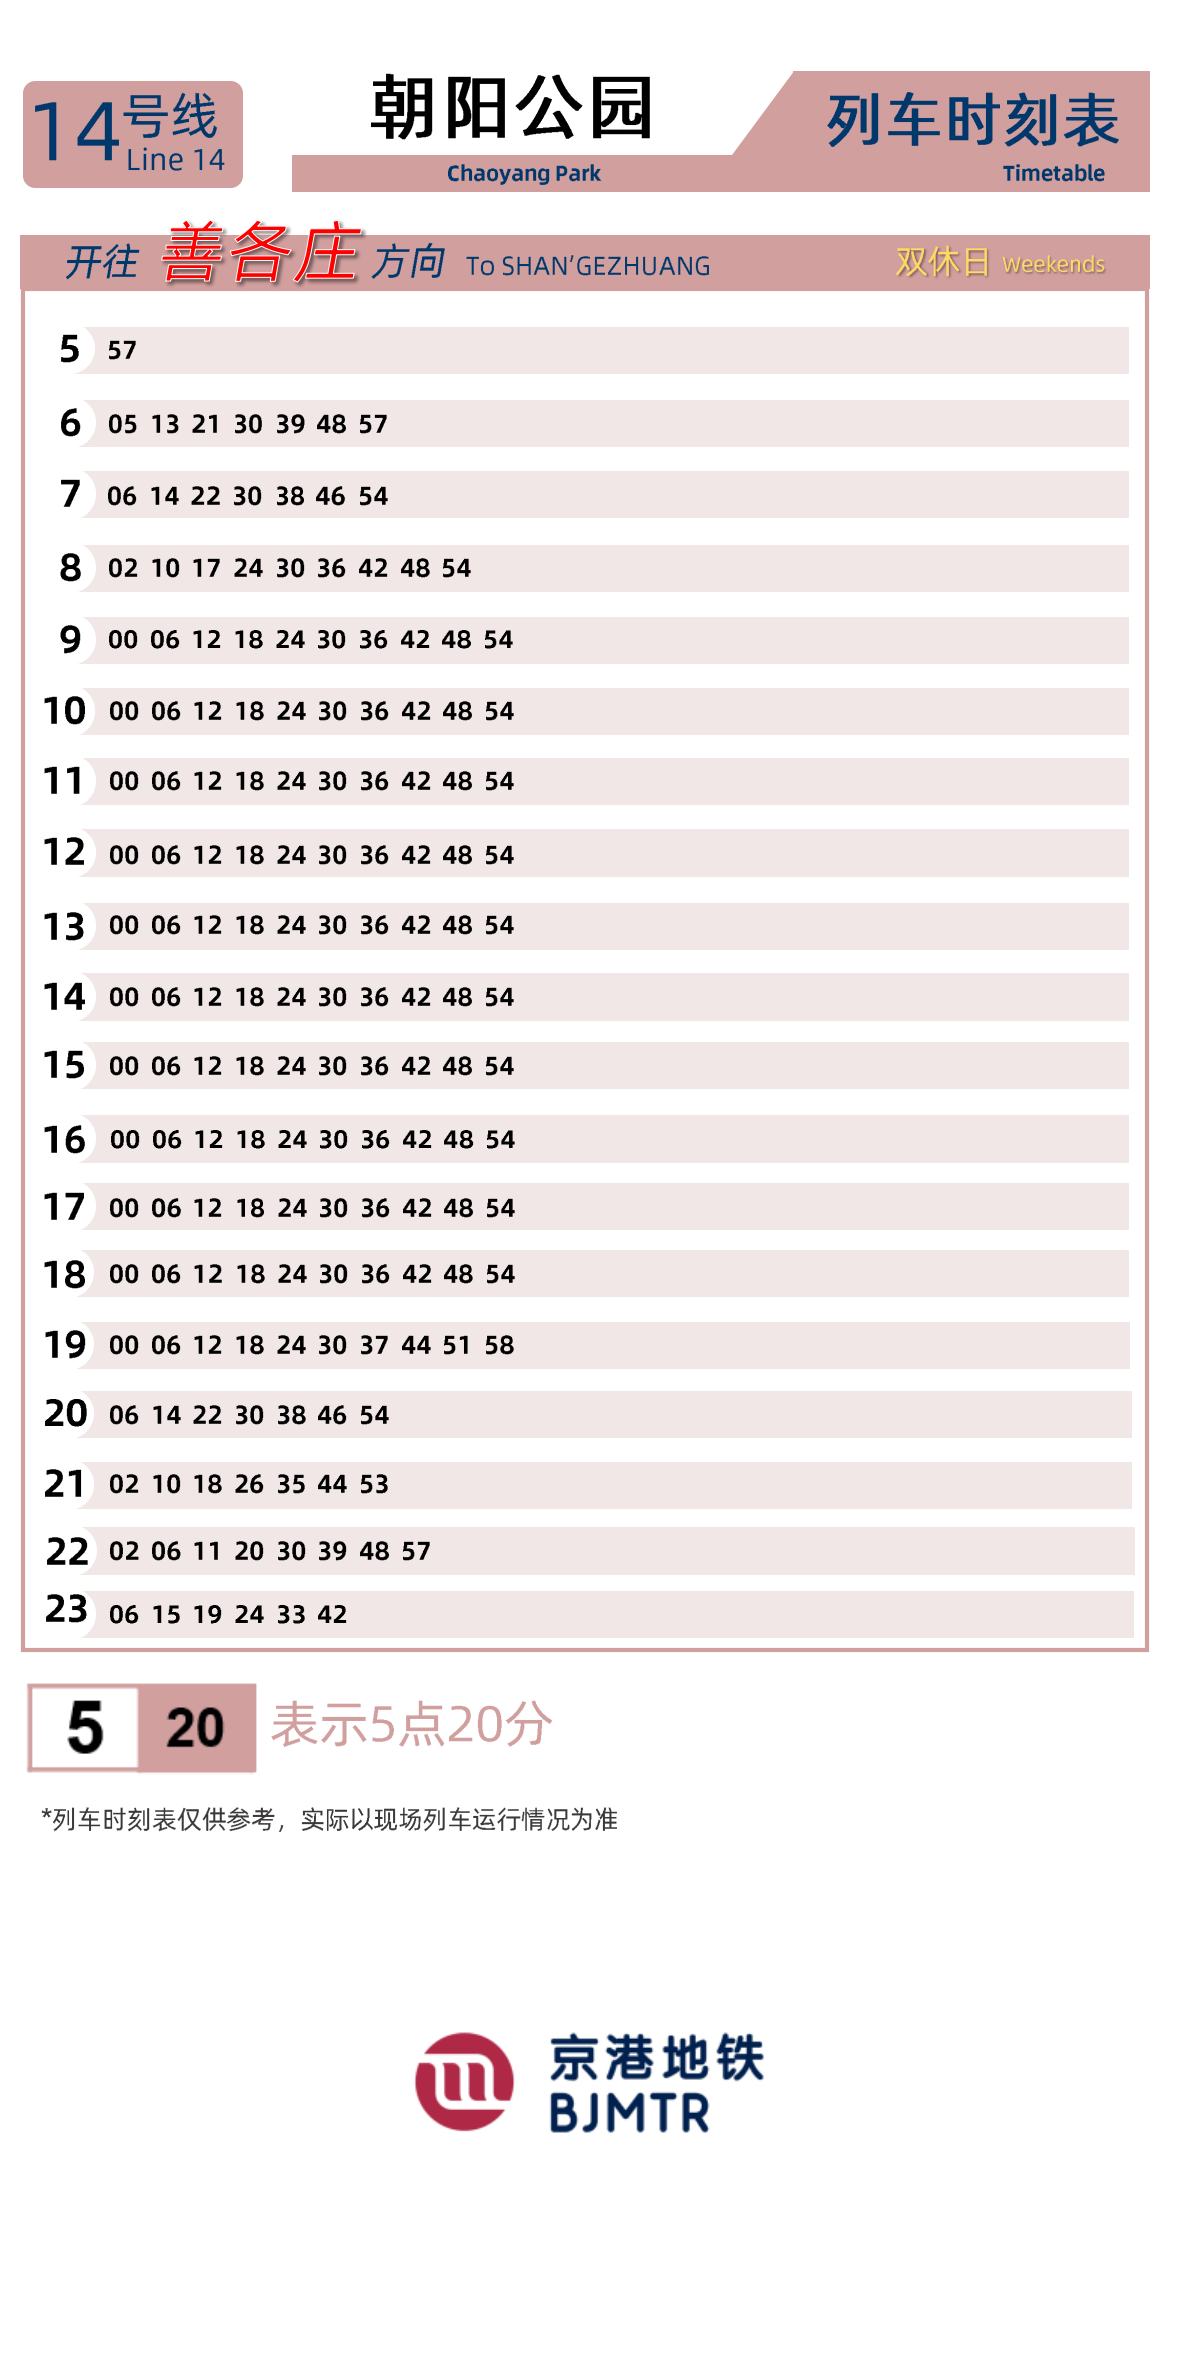 14号线
Line 14
朝阳公园
Chaoyang Park
列车时刻表
Timetable
开往 善各庄 方向 To SHAN’GEZHUANG 双休日 Weekends
5 57
6 05 13 21 30 39 48 57
7 06 14 22 30 38 46 54
8 02 10 17 24 30 36 42 48 54
9 00 06 12 18 24 30 36 42 48 54
10 00 06 12 18 24 30 36 42 48 54
11 00 06 12 18 24 30 36 42 48 54
12 00 06 12 18 24 30 36 42 48 54
13 00 06 12 18 24 30 36 42 48 54
14 00 06 12 18 24 30 36 42 48 54
15 00 06 12 18 24 30 36 42 48 54
16 00 06 12 18 24 30 36 42 48 54
17 00 06 12 18 24 30 36 42 48 54
18 00 06 12 18 24 30 36 42 48 54
19 00 06 12 18 24 30 37 44 51 58
20 06 14 22 30 38 46 54
21 02 10 18 26 35 44 53
22 02 06 11 20 30 39 48 57
23 06 15 19 24 33 42
5 20 表示5点20分
*列车时刻表仅供参考，实际以现场列车运行情况为准
京港地铁
BJMTR